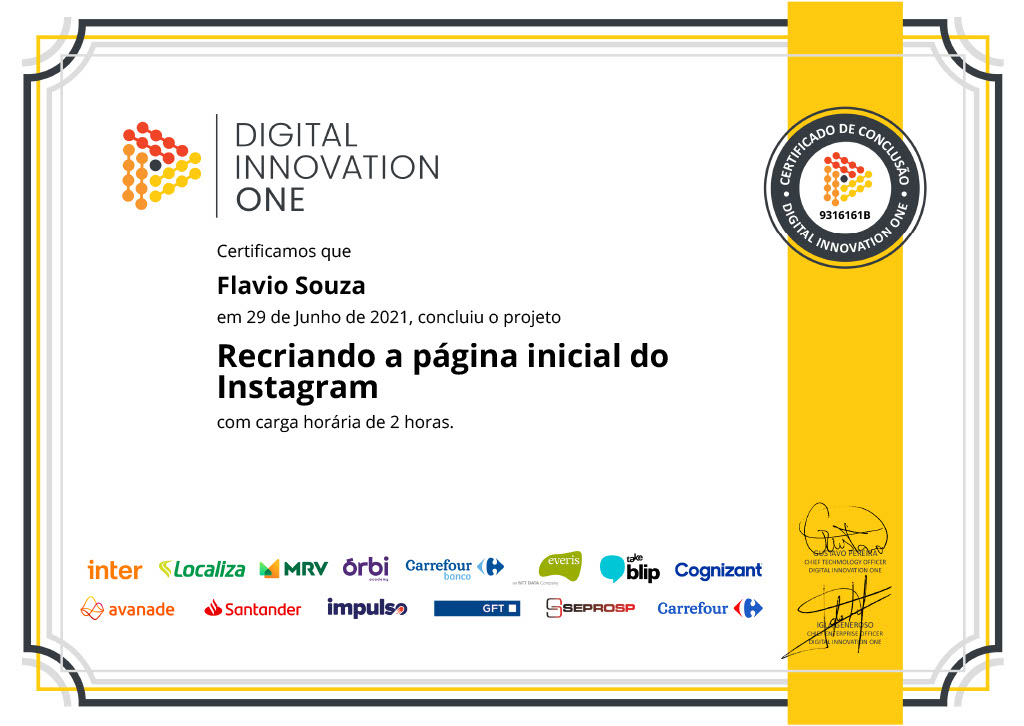 DIGITAL
INNOVATION
ONE
CERTIFICADO DE CONCLUSÃO
9316161B
DIGITAL INNOVATION ONE
Certificamos que
Flavio Souza
em 29 de Junho de 2021, concluiu o projeto
Recriando a página inicial do
Instagram
com carga horária de 2 horas.
GUSTAVO PEREIRA
CHIEF TECHNOLOGY OFFICER
DIGITAL INNOVATION ONE
inter Localiza MRV órbi academy Carrefour banco everis an NTT DATA Company take blip Cognizant
avanade Santander impulso GFT SEPROSP Carrefour
IGLÁ GENEROSO
CHIEF ENTERPRISE OFFICER
DIGITAL INNOVATION ONE